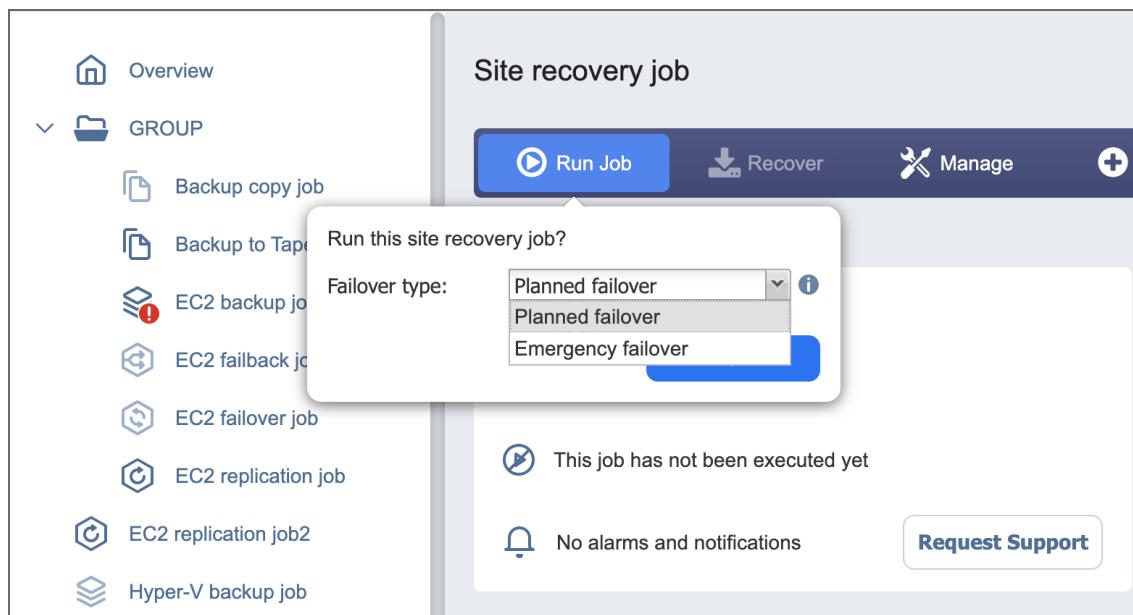 Overview
GROUP
Backup copy job
Backup to Tape
EC2 backup jo
EC2 failback jo
EC2 failover job
EC2 replication job
EC2 replication job2
Hyper-V backup job
Site recovery job
Run Job
Recover
Manage
Run this site recovery job?
Failover type:
Planned failover
Planned failover
Emergency failover
This job has not been executed yet
No alarms and notifications
Request Support